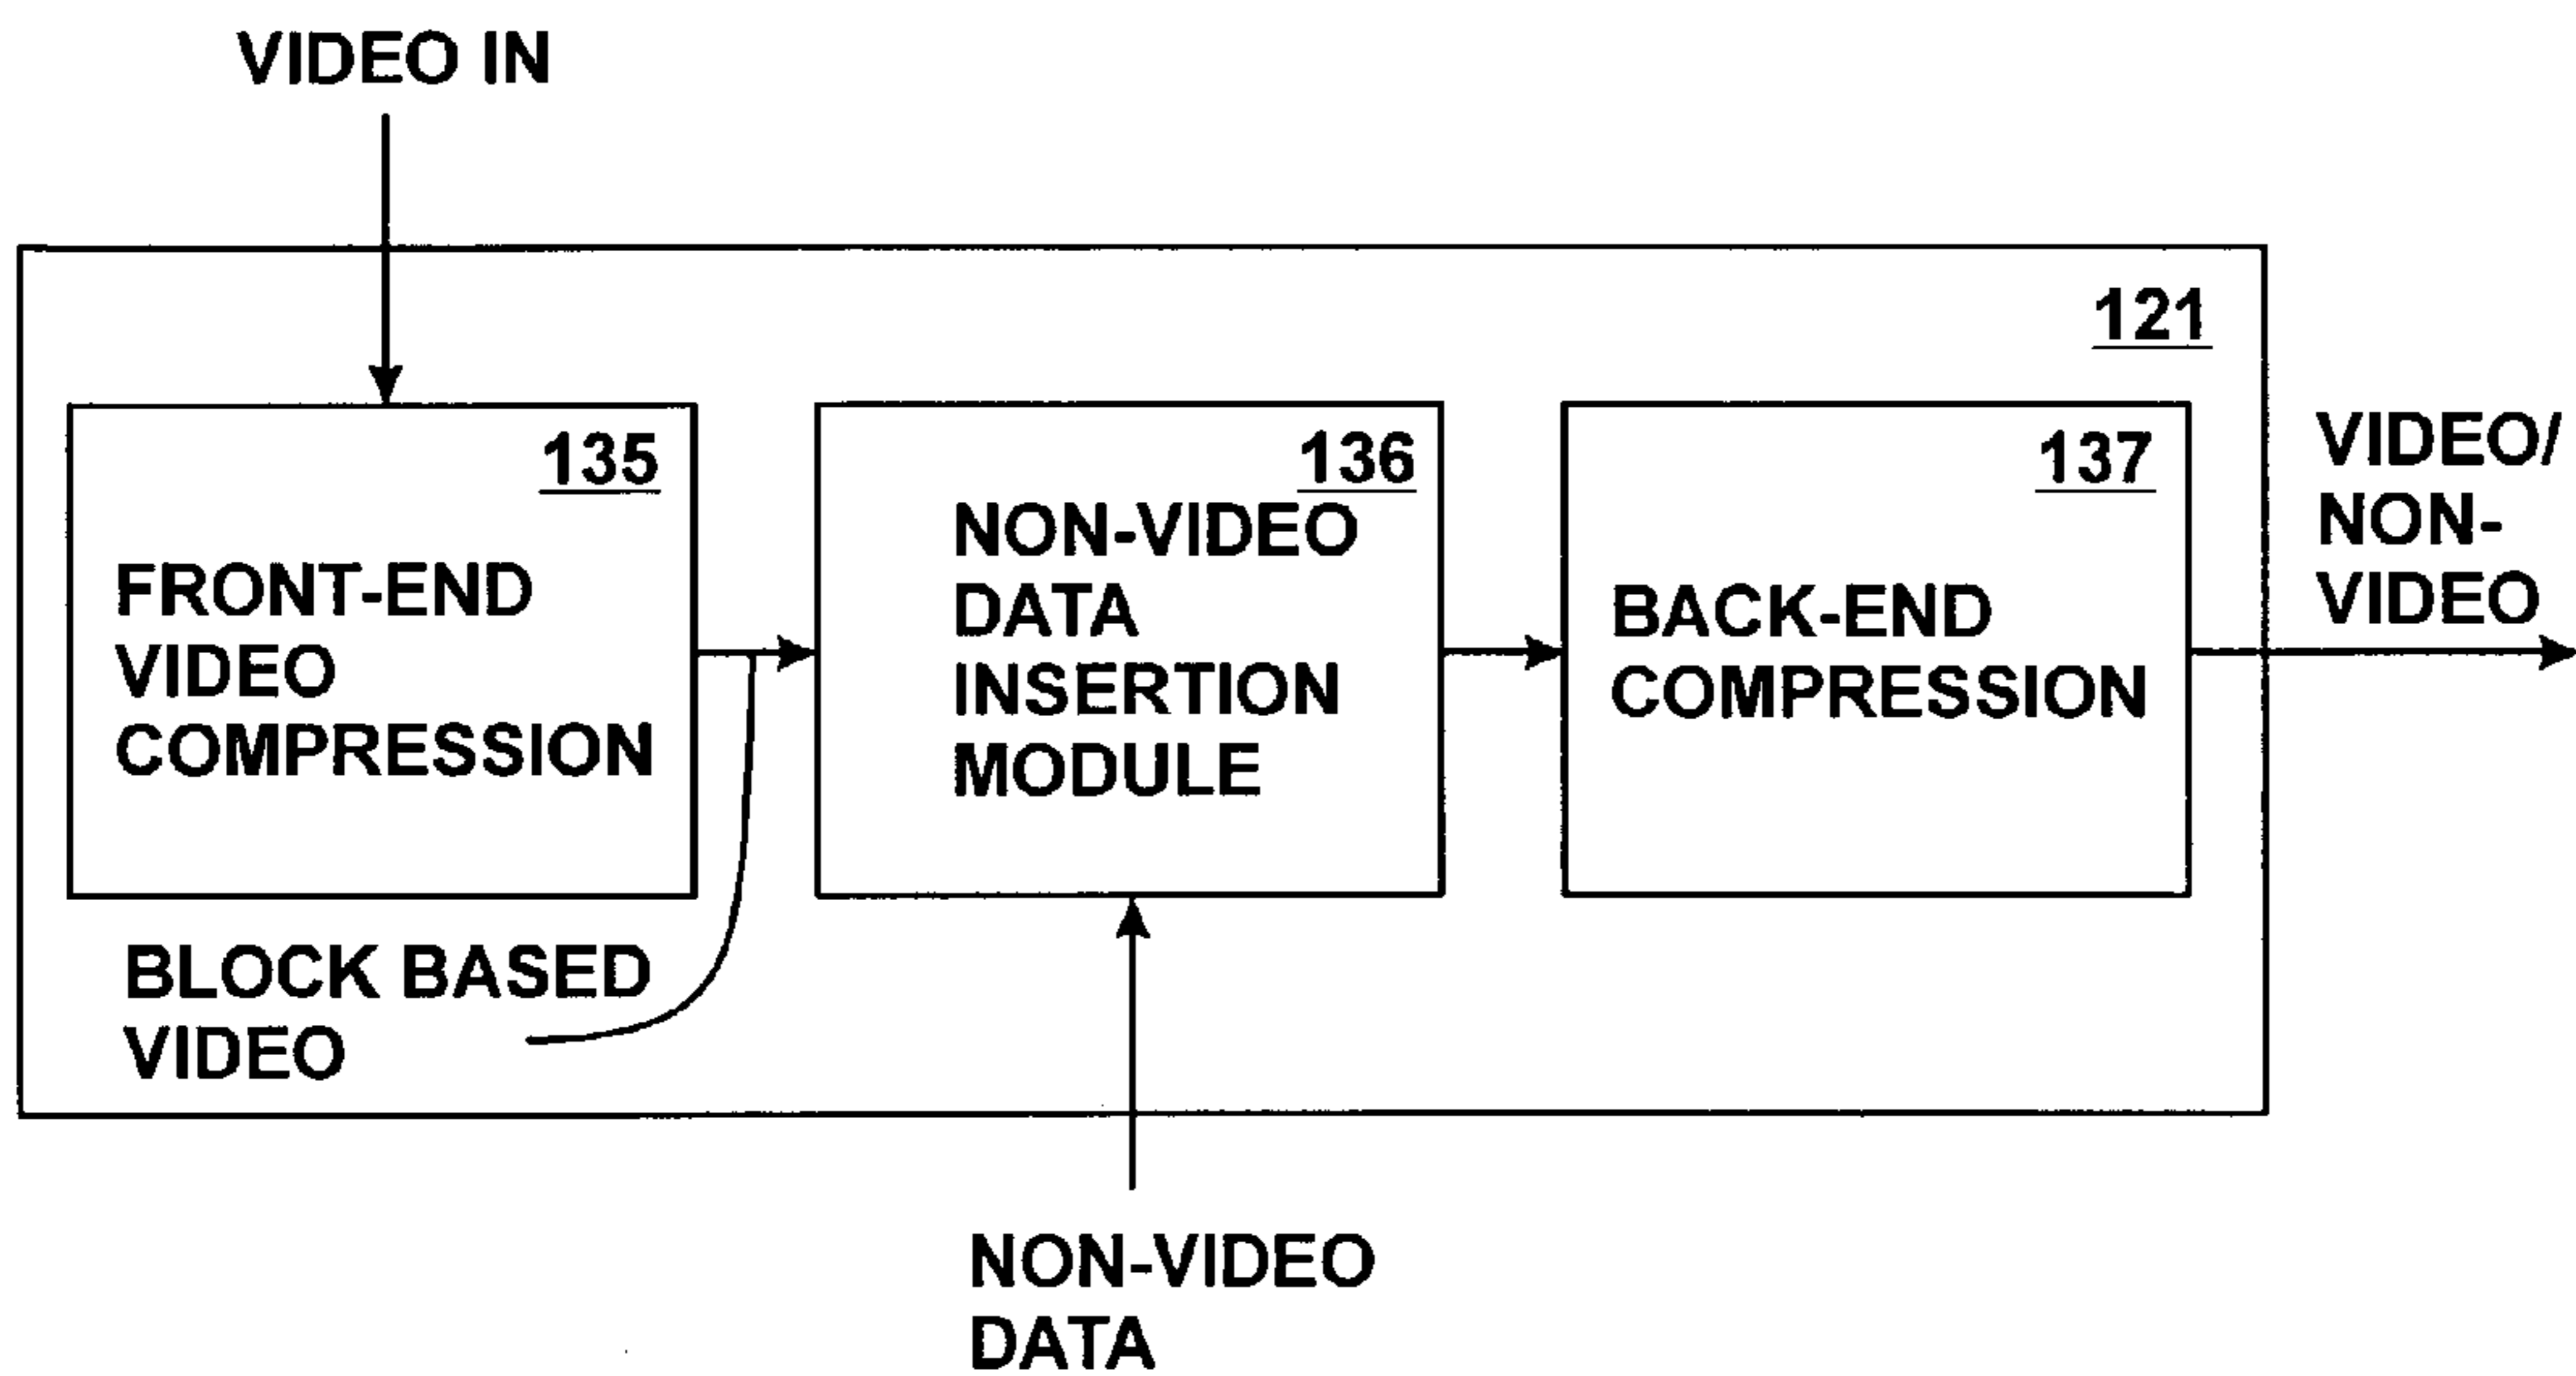 VIDEO IN
121
135
FRONT-END
VIDEO
COMPRESSION
136
NON-VIDEO
DATA
INSERTION
MODULE
137
BACK-END
COMPRESSION
VIDEO/
NON-
VIDEO
BLOCK BASED
VIDEO
NON-VIDEO
DATA